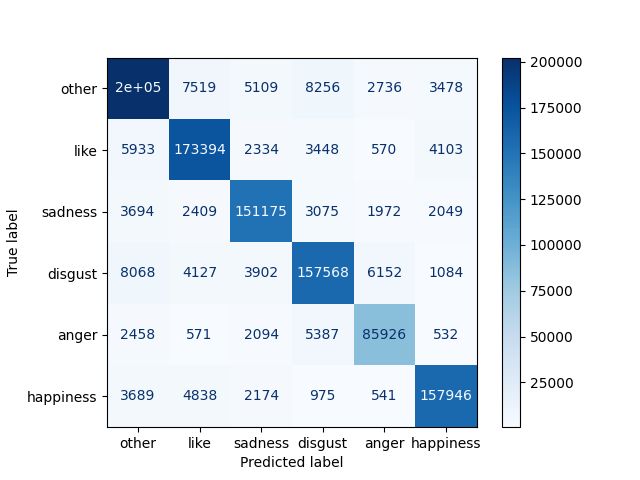 other 2e+05 7519 5109 8256 2736 3478
like 5933 173394 2334 3448 570 4103
sadness 3694 2409 151175 3075 1972 2049
disgust 8068 4127 3902 157568 6152 1084
anger 2458 571 2094 5387 85926 532
happiness 3689 4838 2174 975 541 157946
other like sadness disgust anger happiness
Predicted label
True label
200000
175000
150000
125000
100000
75000
50000
25000